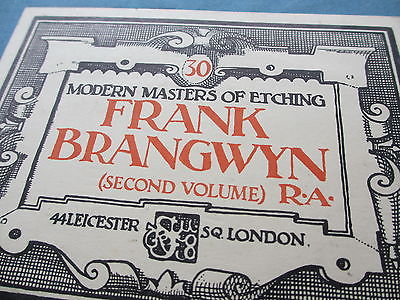 30
MODERN MASTERS OF ETCHING
FRANK
BRANGWYN
(SECOND VOLUME) R.A.
44 LEICESTER SQ. LONDON